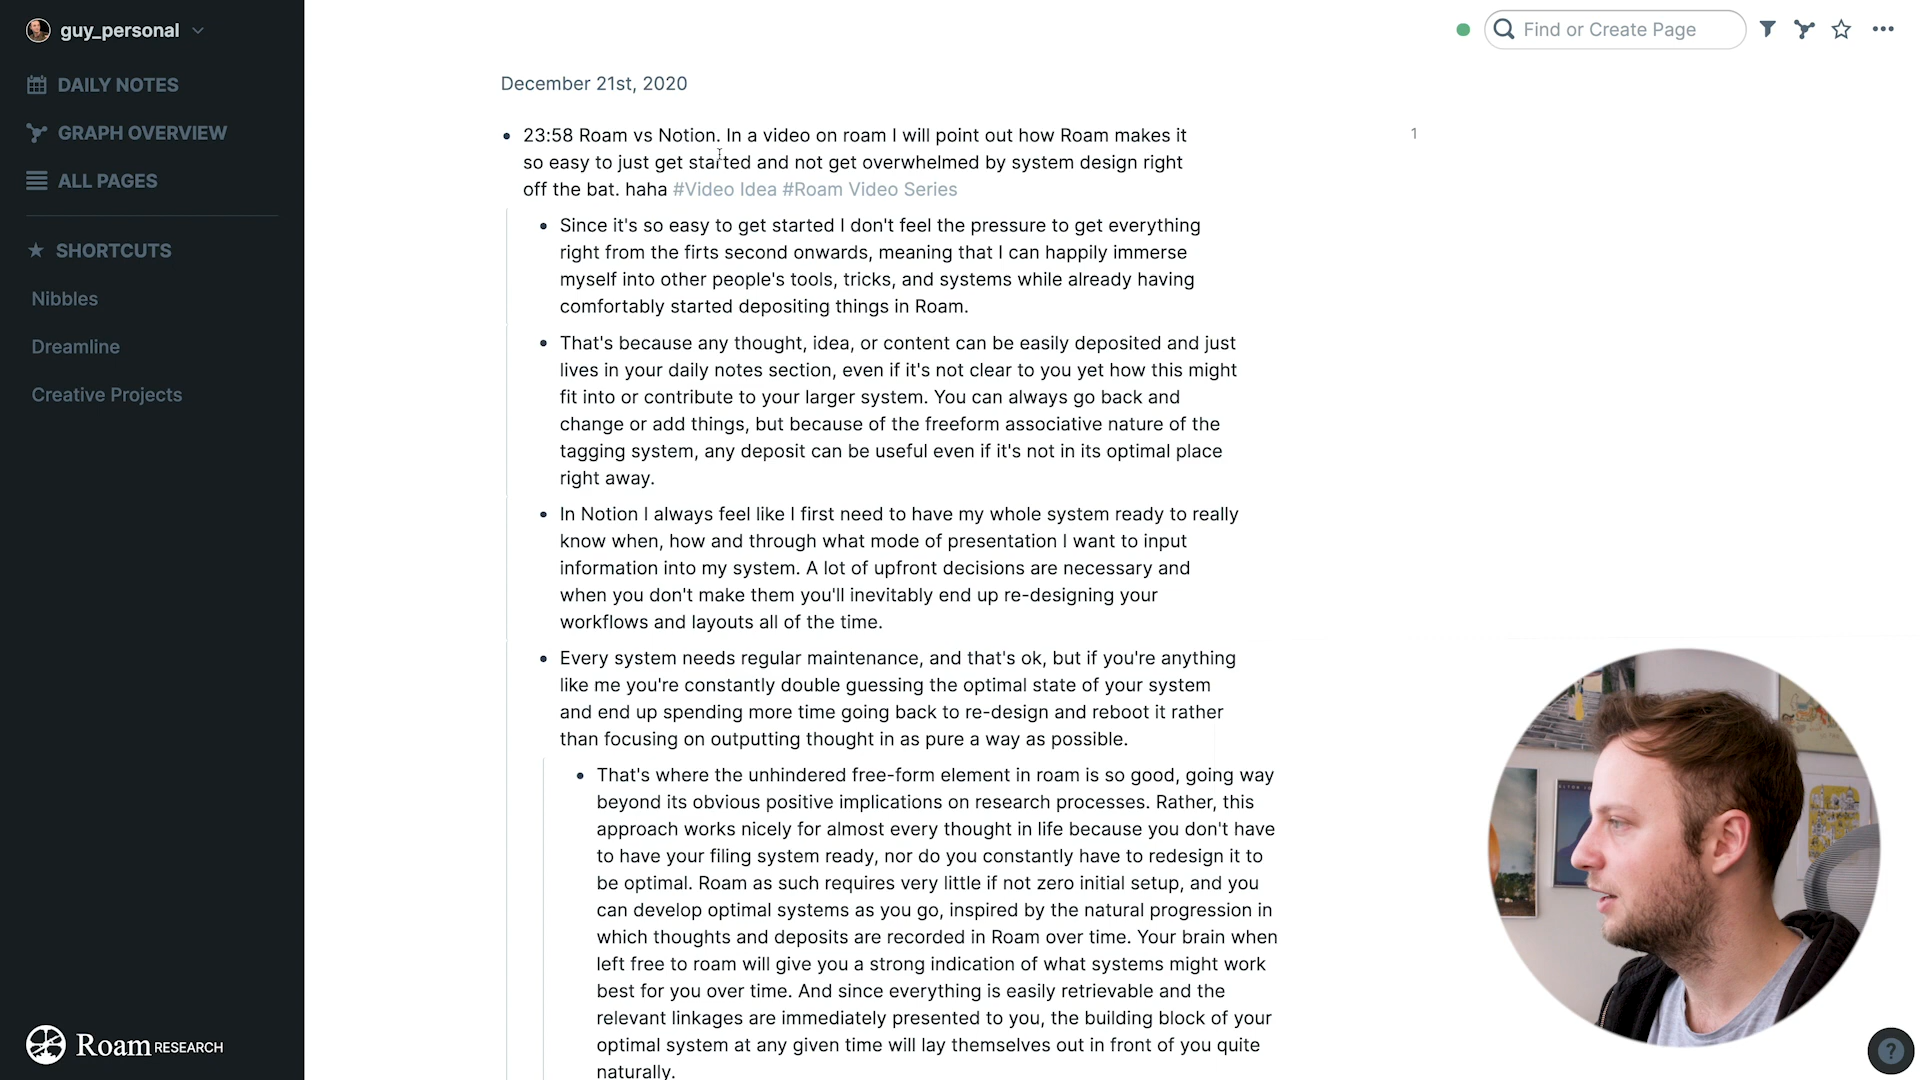 guy_personal
DAILY NOTES
GRAPH OVERVIEW
ALL PAGES
SHORTCUTS
Nibbles
Dreamline
Creative Projects
Roam RESEARCH
Find or Create Page
December 21st, 2020
23:58 Roam vs Notion. In a video on roam I will point out how Roam makes it
so easy to just get started and not get overwhelmed by system design right
off the bat. haha #Video Idea #Roam Video Series
1
Since it's so easy to get started I don't feel the pressure to get everything
right from the firts second onwards, meaning that I can happily immerse
myself into other people's tools, tricks, and systems while already having
comfortably started depositing things in Roam.
That's because any thought, idea, or content can be easily deposited and just
lives in your daily notes section, even if it's not clear to you yet how this might
fit into or contribute to your larger system. You can always go back and
change or add things, but because of the freeform associative nature of the
tagging system, any deposit can be useful even if it's not in its optimal place
right away.
In Notion I always feel like I first need to have my whole system ready to really
know when, how and through what mode of presentation I want to input
information into my system. A lot of upfront decisions are necessary and
when you don't make them you'll inevitably end up re-designing your
workflows and layouts all of the time.
Every system needs regular maintenance, and that's ok, but if you're anything
like me you're constantly double guessing the optimal state of your system
and end up spending more time going back to re-design and reboot it rather
than focusing on outputting thought in as pure a way as possible.
That's where the unhindered free-form element in roam is so good, going way
beyond its obvious positive implications on research processes. Rather, this
approach works nicely for almost every thought in life because you don't have
to have your filing system ready, nor do you constantly have to redesign it to
be optimal. Roam as such requires very little if not zero initial setup, and you
can develop optimal systems as you go, inspired by the natural progression in
which thoughts and deposits are recorded in Roam over time. Your brain when
left free to roam will give you a strong indication of what systems might work
best for you over time. And since everything is easily retrievable and the
relevant linkages are immediately presented to you, the building block of your
optimal system at any given time will lay themselves out in front of you quite
naturally.
?